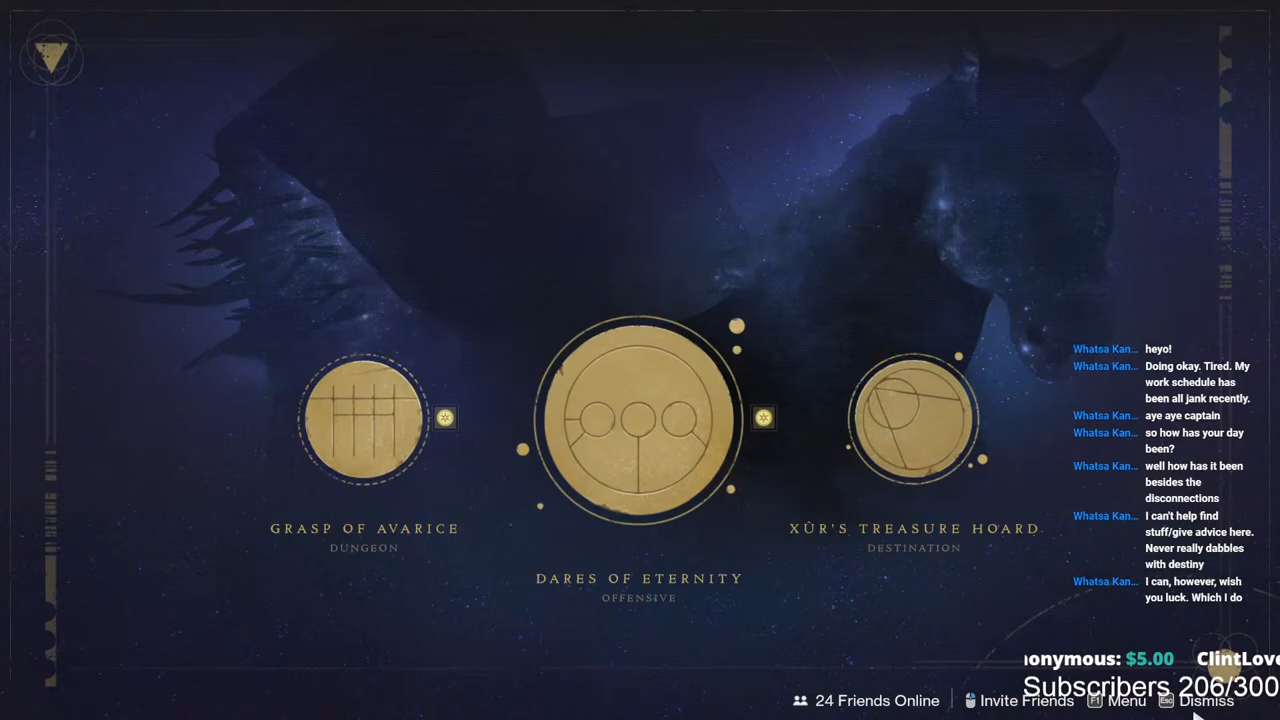 Whatsa Kan... heyo!
Whatsa Kan... Doing okay. Tired. My
work schedule has
been all jank recently.
Whatsa Kan... aye aye captain
Whatsa Kan... so how has your day
been?
Whatsa Kan... well how has it been
besides the
disconnections
Whatsa Kan... I can't help find
stuff/give advice here.
Never really dabbles
with destiny
Whatsa Kan... I can, however, wish
you luck. Which I do
GRASP OF AVARICE
DUNGEON
XÛR'S TREASURE HOARD
DESTINATION
DARES OF ETERNITY
OFFENSIVE
onymous: $5.00 ClintLove
Subscribers 206/300
24 Friends Online
Invite Friends
F1 Menu
Esc Dismiss